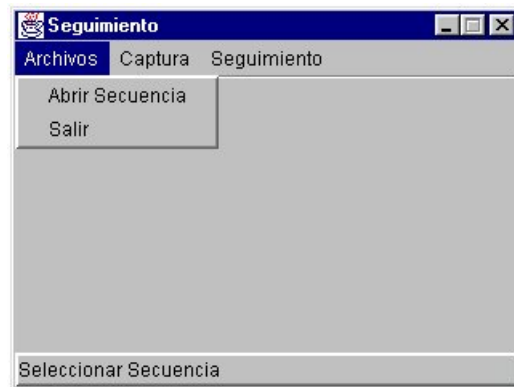 Seguimiento
Archivos Captura Seguimiento
Abrir Secuencia
Salir
Seleccionar Secuencia